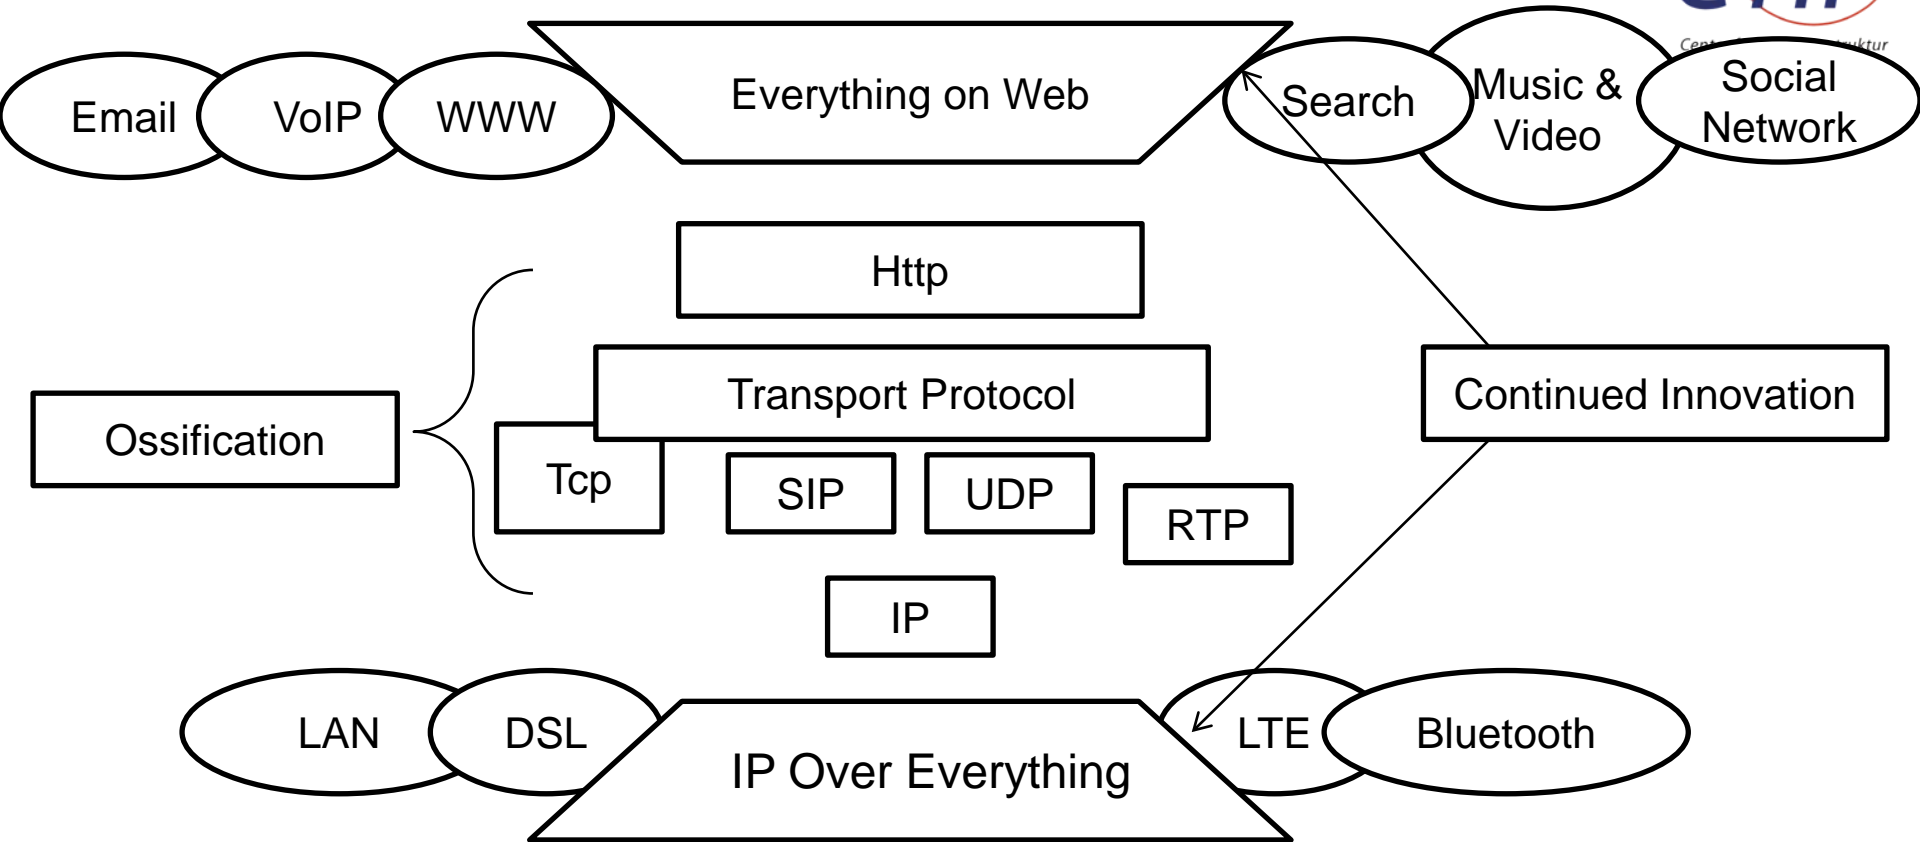 Email
VoIP
WWW
Everything on Web
Search
Music &
Video
Social
Network
Http
Transport Protocol
Continued Innovation
Ossification
Tcp
SIP
UDP
RTP
IP
LAN
DSL
IP Over Everything
LTE
Bluetooth